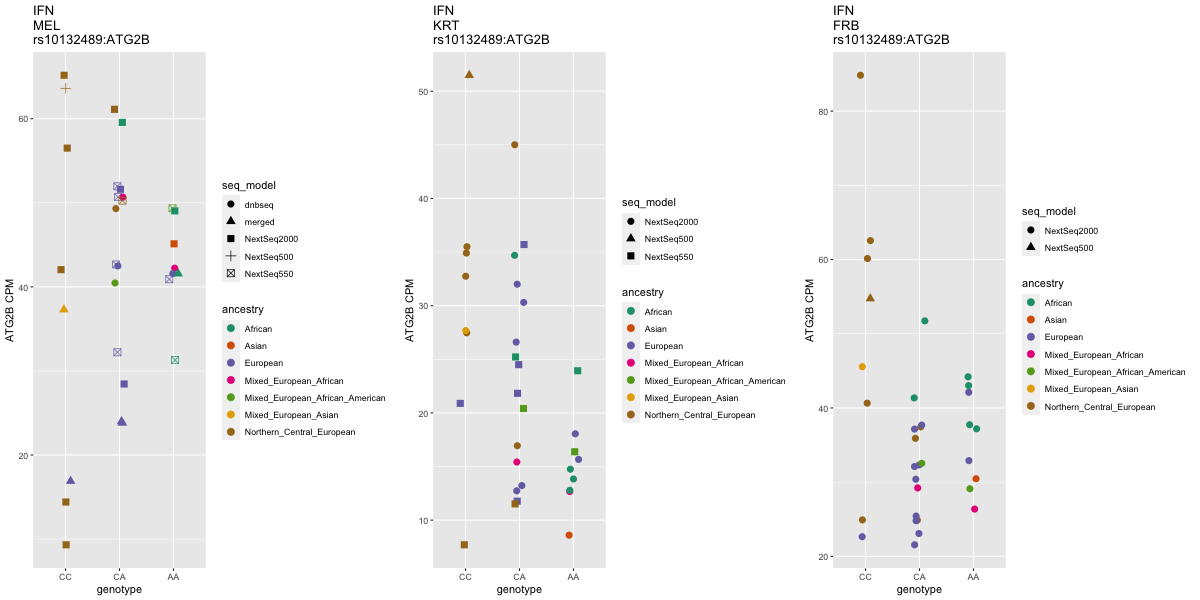 IFN
MEL
rs10132489:ATG2B
ATG2B CPM
60
40
20
CC
CA
AA
genotype
seq_model
dnbseq
merged
NextSeq2000
NextSeq500
NextSeq550
ancestry
African
Asian
European
Mixed_European_African
Mixed_European_African_American
Mixed_European_Asian
Northern_Central_European
IFN
KRT
rs10132489:ATG2B
ATG2B CPM
50
40
30
20
10
CC
CA
AA
genotype
seq_model
NextSeq2000
NextSeq500
NextSeq550
ancestry
African
Asian
European
Mixed_European_African
Mixed_European_African_American
Mixed_European_Asian
Northern_Central_European
IFN
FRB
rs10132489:ATG2B
ATG2B CPM
80
60
40
20
CC
CA
AA
genotype
seq_model
NextSeq2000
NextSeq500
ancestry
African
Asian
European
Mixed_European_African
Mixed_European_African_American
Mixed_European_Asian
Northern_Central_European